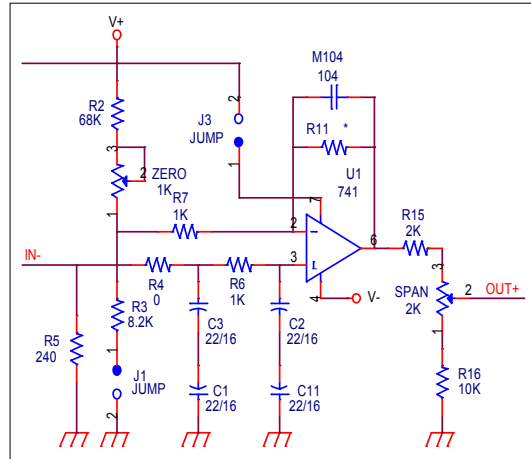 V+
M104
104
R2
68K
2
J3
JUMP
1
R11 *
U1
741
3
2
ZERO
1K
1
R7
1K
7
2
6
R15
2K
IN-
R4
0
R6
1K
3
4
V-
3
SPAN
2K
2
OUT+
1
R3
8.2K
R5
240
1
J1
JUMP
2
C3
22/16
C2
22/16
C1
22/16
C11
22/16
R16
10K